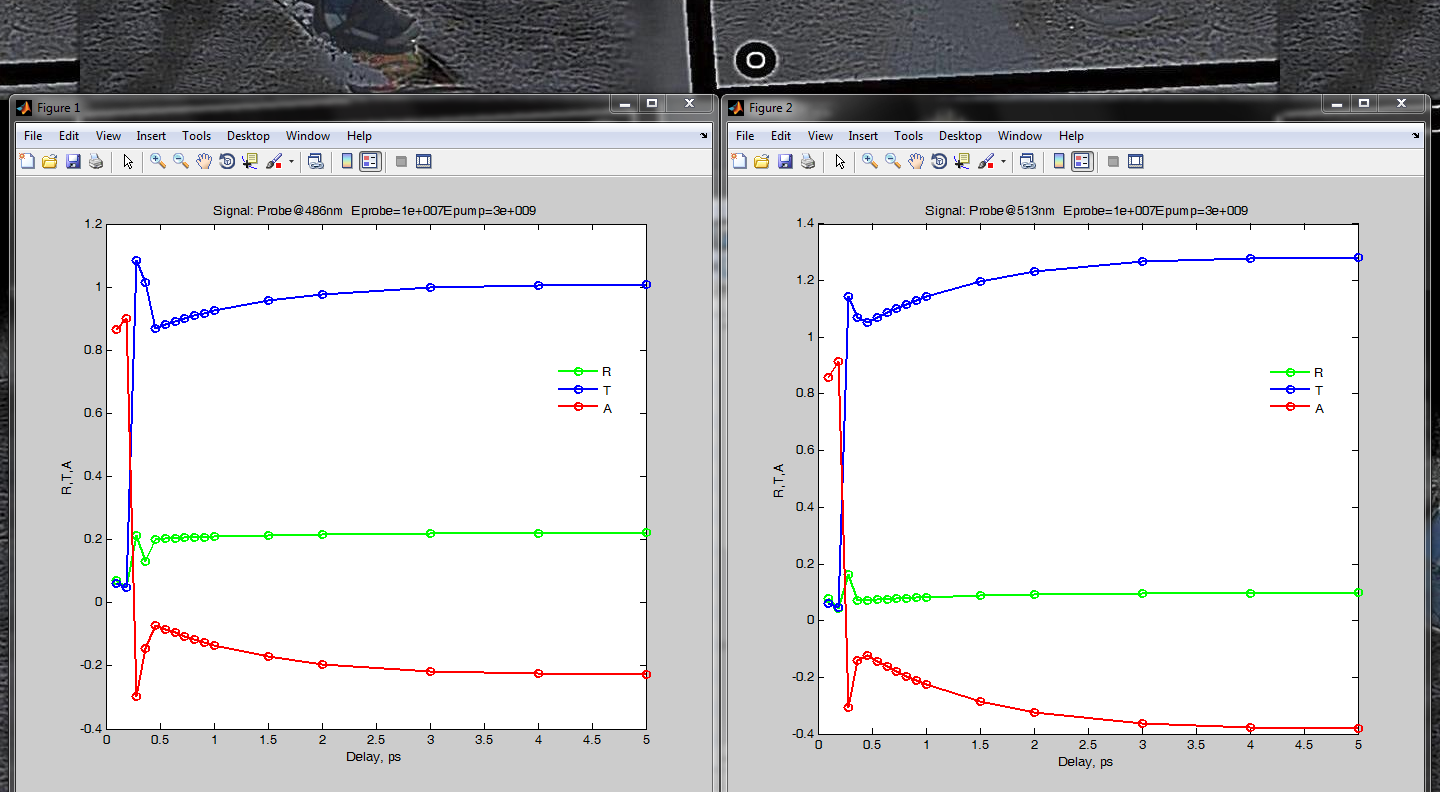 Figure 1
File Edit View Insert Tools Desktop Window Help
Signal: Probe@486nm Eprobe=1e+007Epump=3e+009
1.2
1
0.8
0.6
0.4
0.2
0
-0.2
-0.4
R,T,A
R
T
A
0 0.5 1 1.5 2 2.5 3 3.5 4 4.5 5
Delay, ps
Figure 2
File Edit View Insert Tools Desktop Window Help
Signal: Probe@513nm Eprobe=1e+007Epump=3e+009
1.4
1.2
1
0.8
0.6
0.4
0.2
0
-0.2
-0.4
R,T,A
R
T
A
0 0.5 1 1.5 2 2.5 3 3.5 4 4.5 5
Delay, ps